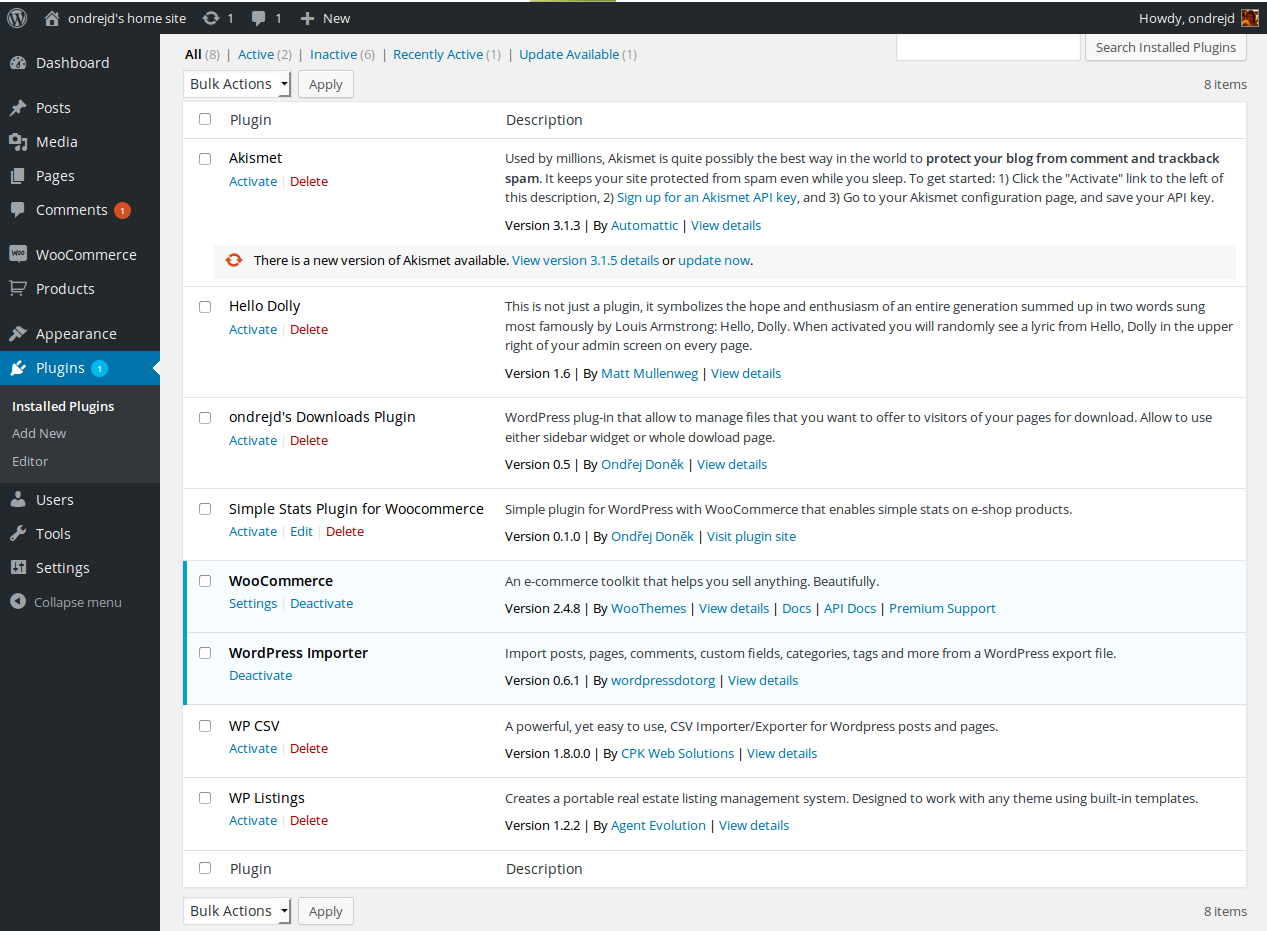 ondrejd's home site 1 1 New Howdy, ondrejd
Dashboard
Posts
Media
Pages
Comments 1
WooCommerce
Products
Appearance
Plugins 1
Installed Plugins
Add New
Editor
Users
Tools
Settings
Collapse menu
All (8) | Active (2) | Inactive (6) | Recently Active (1) | Update Available (1)
Search Installed Plugins
Bulk Actions Apply 8 items
Plugin Description
Akismet
Activate | Delete
Used by millions, Akismet is quite possibly the best way in the world to protect your blog from comment and trackback
spam. It keeps your site protected from spam even while you sleep. To get started: 1) Click the "Activate" link to the left of
this description, 2) Sign up for an Akismet API key, and 3) Go to your Akismet configuration page, and save your API key.
Version 3.1.3 | By Automattic | View details
There is a new version of Akismet available. View version 3.1.5 details or update now.
Hello Dolly
Activate | Delete
This is not just a plugin, it symbolizes the hope and enthusiasm of an entire generation summed up in two words sung
most famously by Louis Armstrong: Hello, Dolly. When activated you will randomly see a lyric from Hello, Dolly in the upper
right of your admin screen on every page.
Version 1.6 | By Matt Mullenweg | View details
ondrejd's Downloads Plugin
Activate | Delete
WordPress plug-in that allow to manage files that you want to offer to visitors of your pages for download. Allow to use
either sidebar widget or whole dowload page.
Version 0.5 | By Ondřej Doněk | View details
Simple Stats Plugin for Woocommerce
Activate | Edit | Delete
Simple plugin for WordPress with WooCommerce that enables simple stats on e-shop products.
Version 0.1.0 | By Ondřej Doněk | Visit plugin site
WooCommerce
Settings | Deactivate
An e-commerce toolkit that helps you sell anything. Beautifully.
Version 2.4.8 | By WooThemes | View details | Docs | API Docs | Premium Support
WordPress Importer
Deactivate
Import posts, pages, comments, custom fields, categories, tags and more from a WordPress export file.
Version 0.6.1 | By wordpressdotorg | View details
WP CSV
Activate | Delete
A powerful, yet easy to use, CSV Importer/Exporter for Wordpress posts and pages.
Version 1.8.0.0 | By CPK Web Solutions | View details
WP Listings
Activate | Delete
Creates a portable real estate listing management system. Designed to work with any theme using built-in templates.
Version 1.2.2 | By Agent Evolution | View details
Plugin Description
Bulk Actions Apply 8 items